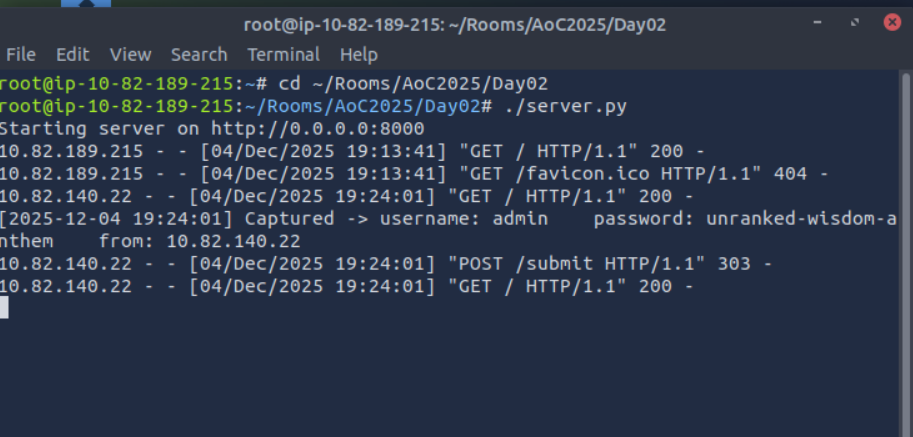 root@ip-10-82-189-215: ~/Rooms/AoC2025/Day02
File Edit View Search Terminal Help
root@ip-10-82-189-215:~# cd ~/Rooms/AoC2025/Day02
root@ip-10-82-189-215:~/Rooms/AoC2025/Day02# ./server.py
Starting server on http://0.0.0.0:8000
10.82.189.215 - - [04/Dec/2025 19:13:41] "GET / HTTP/1.1" 200 -
10.82.189.215 - - [04/Dec/2025 19:13:41] "GET /favicon.ico HTTP/1.1" 404 -
10.82.140.22 - - [04/Dec/2025 19:24:01] "GET / HTTP/1.1" 200 -
[2025-12-04 19:24:01] Captured -> username: admin    password: unranked-wisdom-a
nthem    from: 10.82.140.22
10.82.140.22 - - [04/Dec/2025 19:24:01] "POST /submit HTTP/1.1" 303 -
10.82.140.22 - - [04/Dec/2025 19:24:01] "GET / HTTP/1.1" 200 -